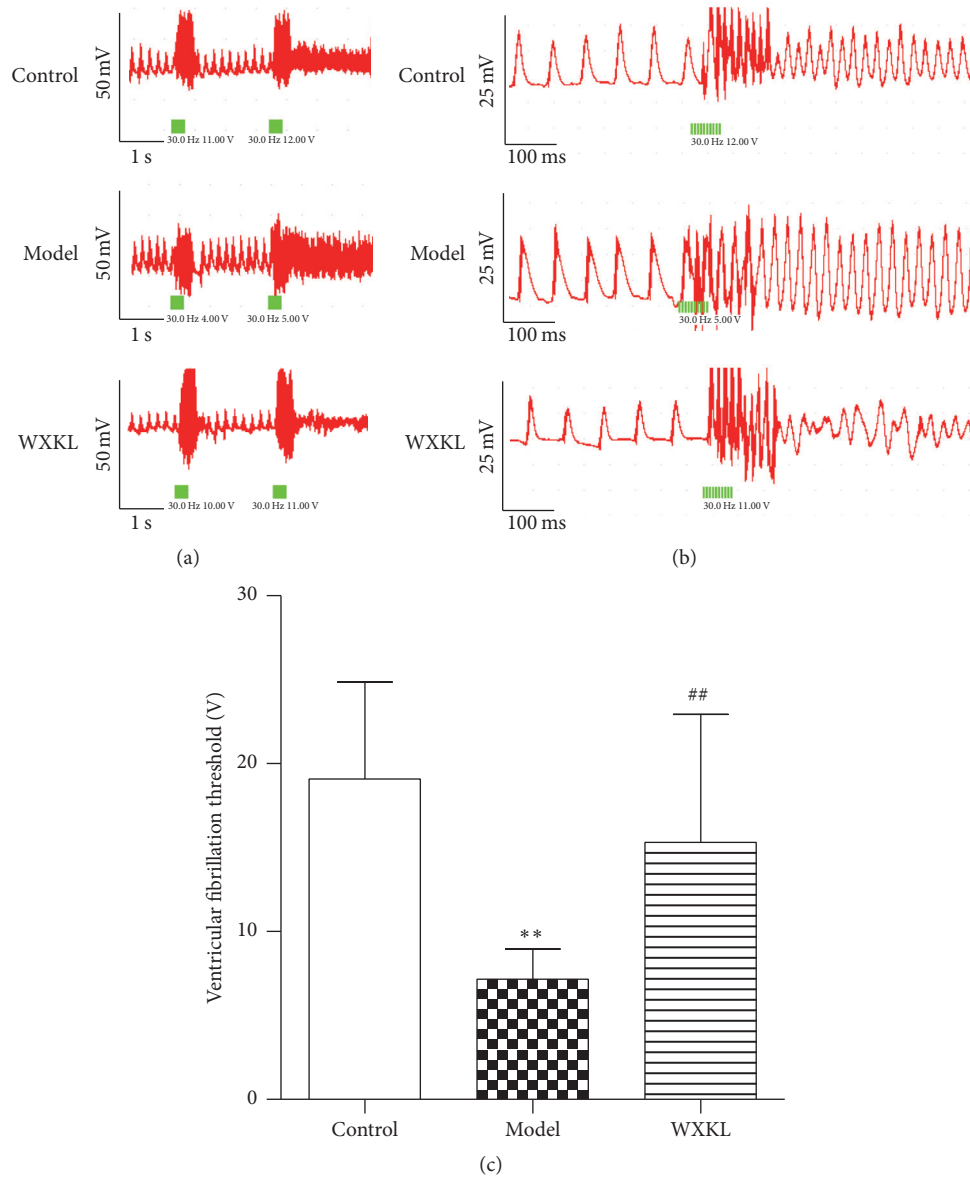 Control
50 mV
30.0 Hz 11.00 V
30.0 Hz 12.00 V
1 s
Control
25 mV
30.0 Hz 12.00 V
100 ms
Model
50 mV
30.0 Hz 4.00 V
30.0 Hz 5.00 V
1 s
Model
25 mV
30.0 Hz 5.00 V
100 ms
WXKL
50 mV
30.0 Hz 10.00 V
30.0 Hz 11.00 V
1 s
WXKL
25 mV
30.0 Hz 11.00 V
100 ms
(a)
(b)
Ventricular fibrillation threshold (V)
30
20
10
0
**
##
Control
Model
WXKL
(c)